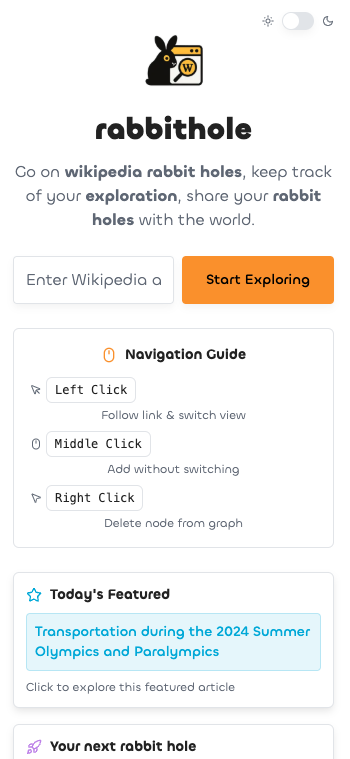 W
rabbithole
Go on wikipedia rabbit holes, keep track
of your exploration, share your rabbit
holes with the world.
Enter Wikipedia a
Start Exploring
Navigation Guide
Left Click
Follow link & switch view
Middle Click
Add without switching
Right Click
Delete node from graph
Today's Featured
Transportation during the 2024 Summer
Olympics and Paralympics
Click to explore this featured article
Your next rabbit hole